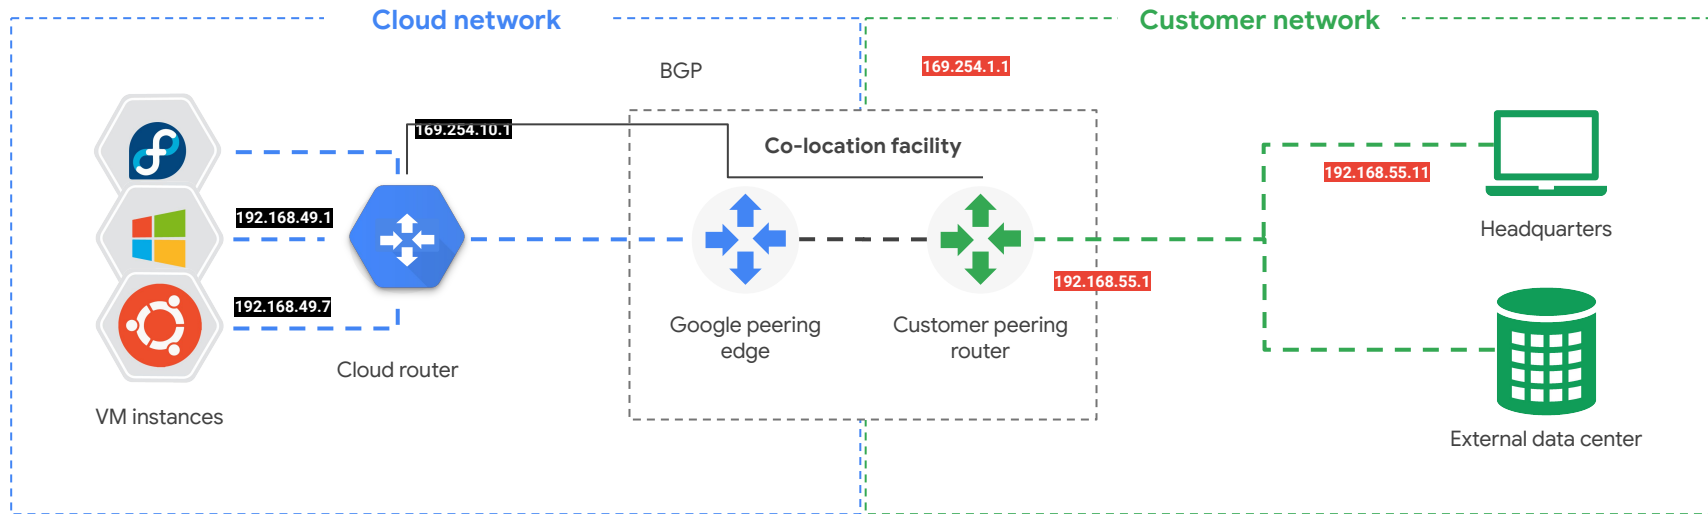 Cloud network
Customer network
BGP
169.254.1.1
169.254.10.1
Co-location facility
192.168.55.11
192.168.49.1
Headquarters
192.168.55.1
192.168.49.7
Google peering
edge
Customer peering
router
Cloud router
VM instances
External data center